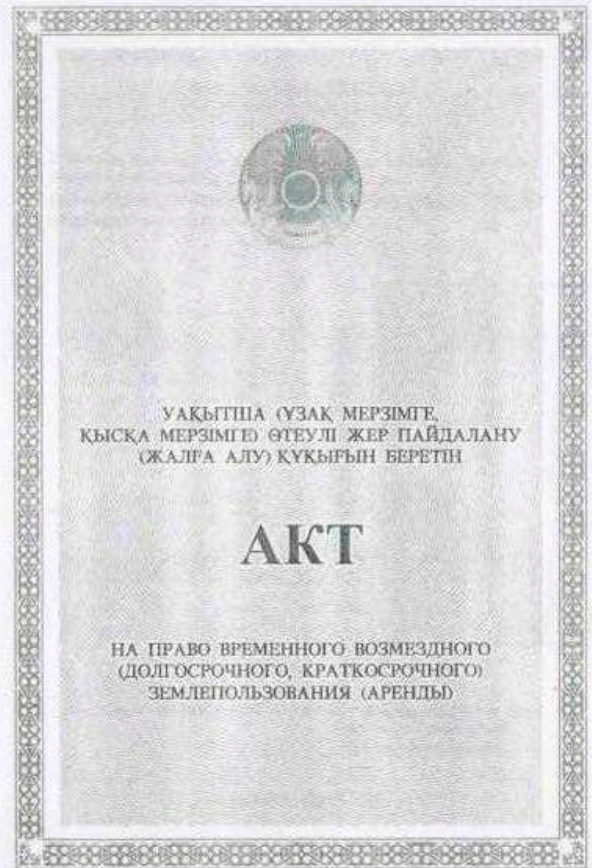 УАҚЫТША (ҰЗАҚ МЕРЗІМГЕ,
ҚЫСҚА МЕРЗІМГЕ) ӨТЕУЛІ ЖЕР ПАЙДАЛАНУ
(ЖАЛҒА АЛУ) ҚҰҚЫҒЫН БЕРЕТІН
АКТ
НА ПРАВО ВРЕМЕННОГО ВОЗМЕЗДНОГО
(ДОЛГОСРОЧНОГО, КРАТКОСРОЧНОГО)
ЗЕМЛЕПОЛЬЗОВАНИЯ (АРЕНДЫ)